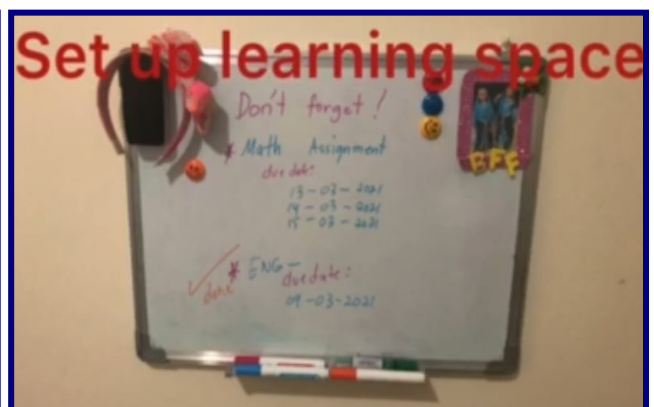 Set up learning space
Don't forget!
* Math Assignment
due date:
13-03-2021
14-03-2021
15-03-2021
* ENG-
due date:
done
09-03-2021
BFF